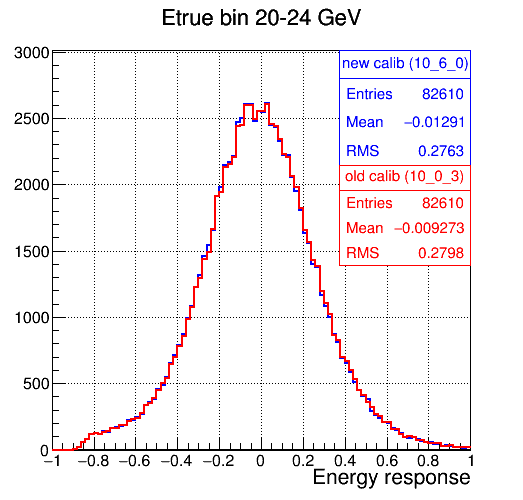 Etrue bin 20-24 GeV
3000
2500
2000
1500
1000
500
0
new calib (10_6_0)
Entries 82610
Mean −0.01291
RMS 0.2763
old calib (10_0_3)
Entries 82610
Mean −0.009273
RMS 0.2798
−1 −0.8 −0.6 −0.4 −0.2 0 0.2 0.4 0.6 0.8 1
Energy response